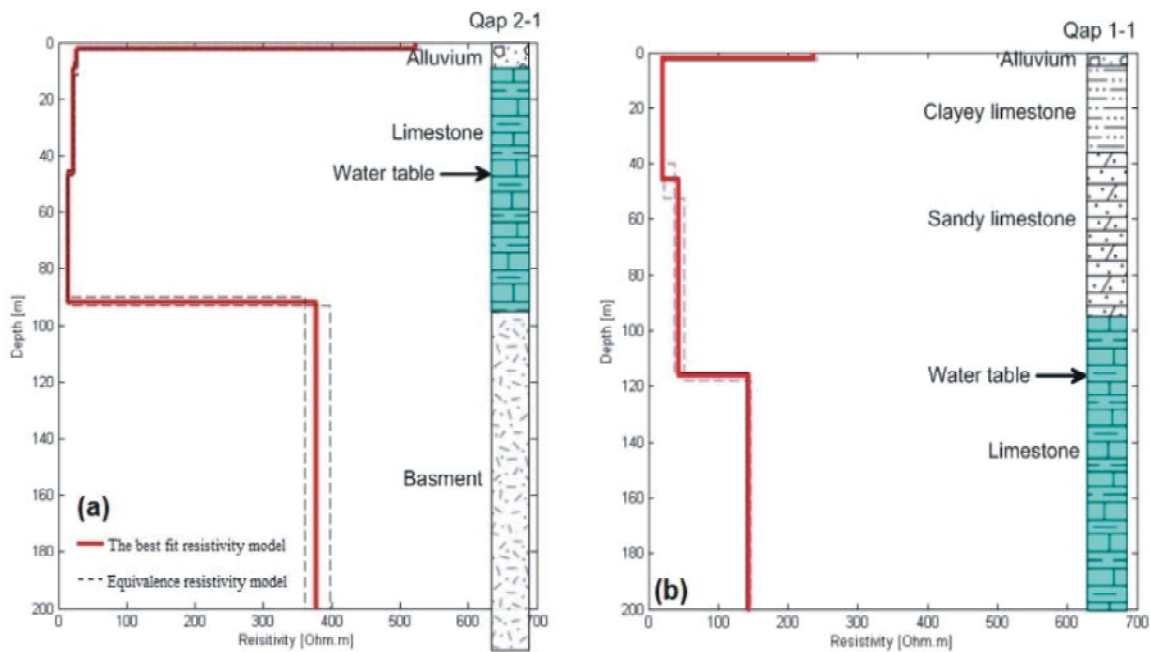 Qap 2-1
0
20
40
60
80
100
120
140
160
180
200
Depth [m]
Alluvium
Limestone
Water table
Basment
(a)
The best fit resistivity model
Equivalence resistivity model
0 100 200 300 400 500 600 700
Reisitivity [Ohm.m]
Qap 1-1
0
20
40
60
80
100
120
140
160
180
200
Depth [m]
Alluvium
Clayey limestone
Sandy limestone
Water table
Limestone
(b)
0 100 200 300 400 500 600 700
Resistivity [Ohm.m]